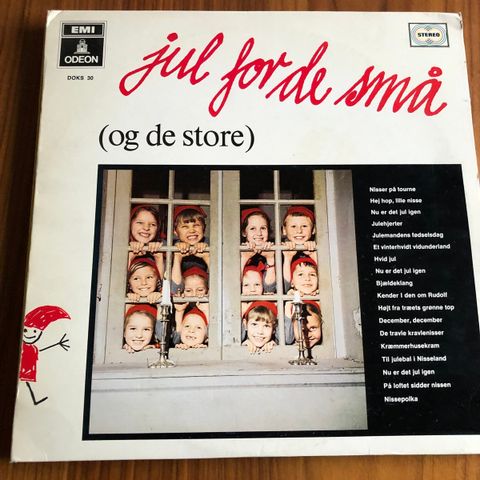 EMI
ODEON
DOKS 30
STEREO
jul for de små
(og de store)
Nisser på tourne
Hej hop, lille nisse
Nu er det jul igen
Julehjerter
Julemandens fødselsdag
Et vinterhvidt vidunderland
Hvid jul
Nu er det jul igen
Bjældeklang
Kender I den om Rudolf
Højt fra træets grønne top
December, december
De travle kravlenisser
Kræmmerhusekram
Til julebal i Nisseland
Nu er det jul igen
På loftet sidder nissen
Nissepolka